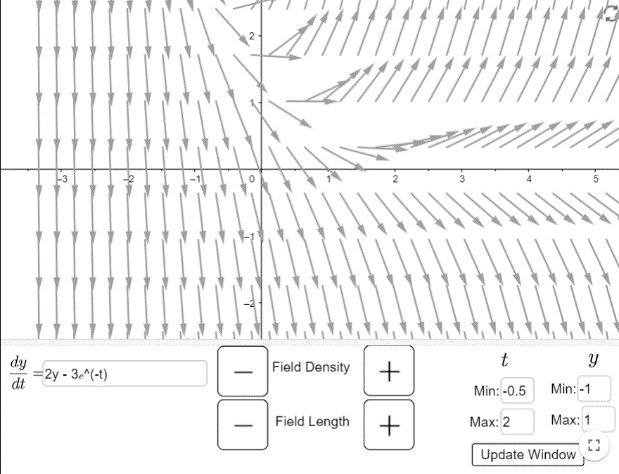 2
1
-3 -2 -1 0 1 2 3 4 5
-1
-2
dy/dt = 2y - 3e^(-t)
− Field Density +
− Field Length +
t y
Min: -0.5 Min: -1
Max: 2 Max: 1
Update Window